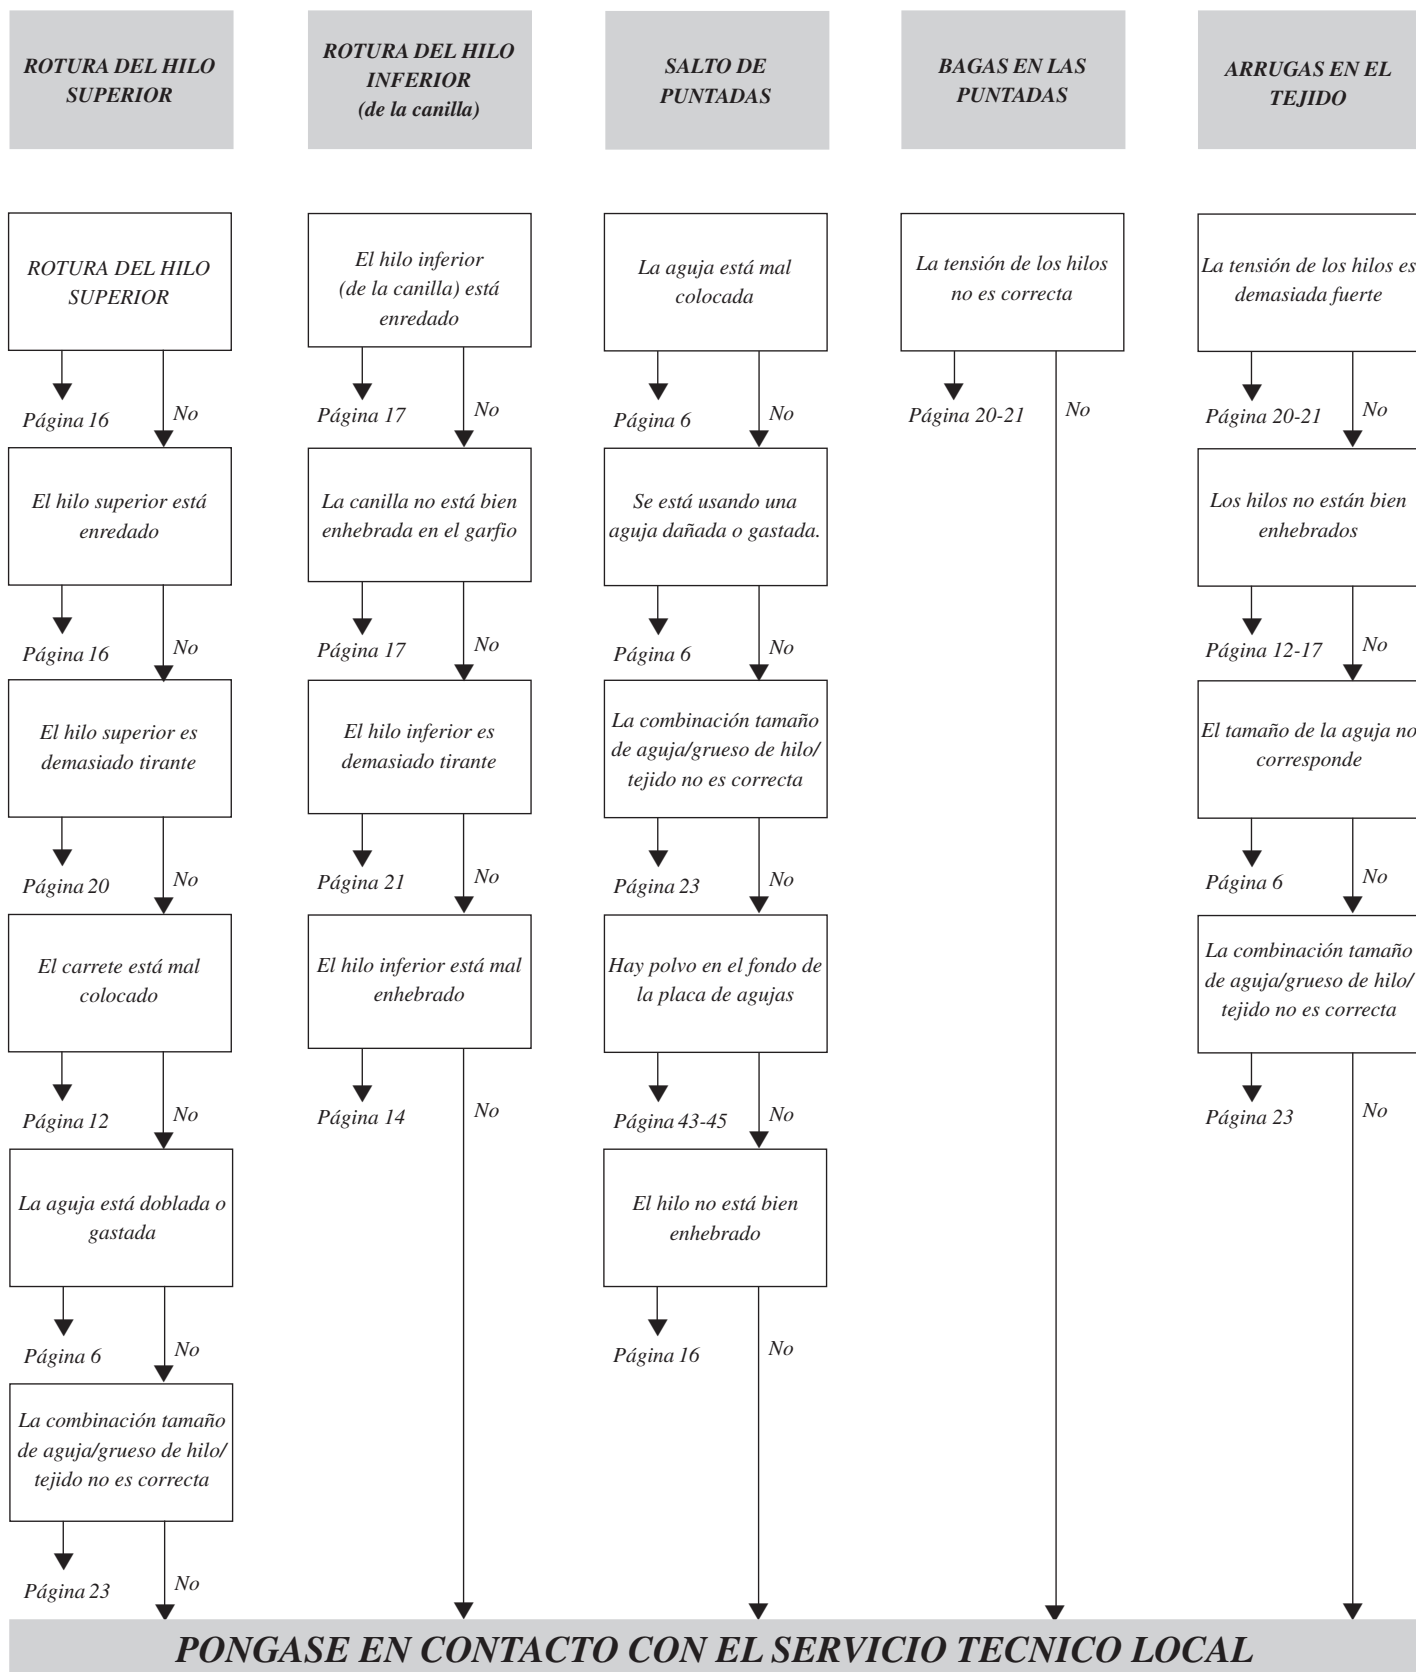 ROTURA DEL HILO
SUPERIOR
ROTURA DEL HILO
INFERIOR
(de la canilla)
SALTO DE
PUNTADAS
BAGAS EN LAS
PUNTADAS
ARRUGAS EN EL
TEJIDO
ROTURA DEL HILO
SUPERIOR
Página 16
No
El hilo superior está
enredado
Página 16
No
El hilo superior es
demasiado tirante
Página 20
No
El carrete está mal
colocado
Página 12
No
La aguja está doblada o
gastada
Página 6
No
La combinación tamaño
de aguja/grueso de hilo/
tejido no es correcta
Página 23
No
El hilo inferior
(de la canilla) está
enredado
Página 17
No
La canilla no está bien
enhebrada en el garfio
Página 17
No
El hilo inferior es
demasiado tirante
Página 21
No
El hilo inferior está mal
enhebrado
Página 14
No
La aguja está mal
colocada
Página 6
No
Se está usando una
aguja dañada o gastada.
Página 6
No
La combinación tamaño
de aguja/grueso de hilo/
tejido no es correcta
Página 23
No
Hay polvo en el fondo de
la placa de agujas
Página 43-45
No
El hilo no está bien
enhebrado
Página 16
No
La tensión de los hilos
no es correcta
Página 20-21
No
La tensión de los hilos es
demasiada fuerte
Página 20-21
No
Los hilos no están bien
enhebrados
Página 12-17
No
El tamaño de la aguja no
corresponde
Página 6
No
La combinación tamaño
de aguja/grueso de hilo/
tejido no es correcta
Página 23
No
PONGASE EN CONTACTO CON EL SERVICIO TECNICO LOCAL